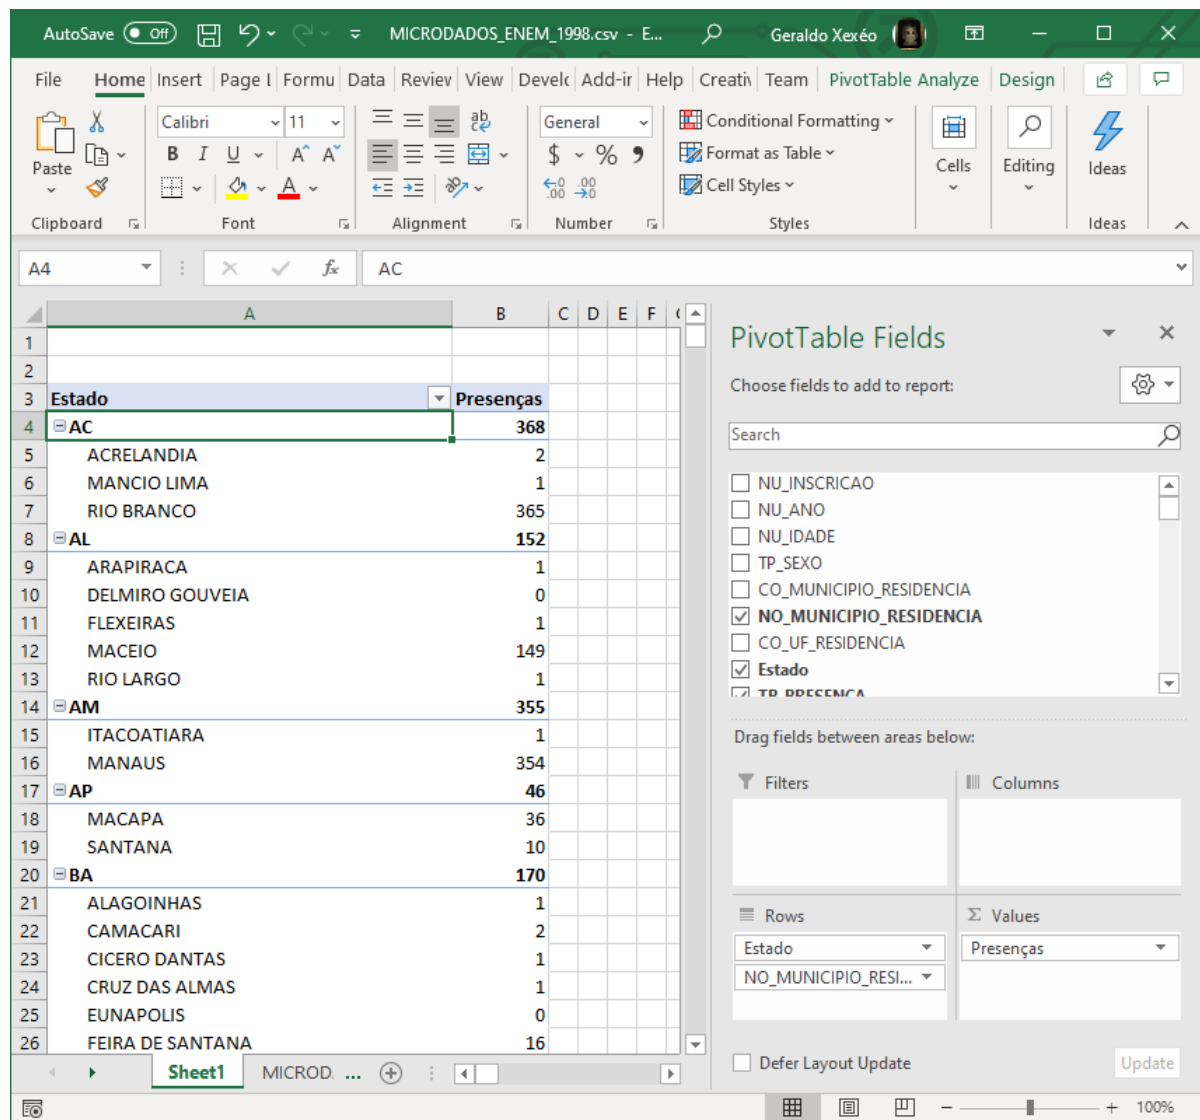 AutoSave Off MICRODADOS_ENEM_1998.csv - E... Geraldo Xexéo
File Home Insert Page l Formu Data Reviev View Develc Add-ir Help Creativ Team PivotTable Analyze Design
Calibri 11 ab General Conditional Formatting
Paste B I U A A $ % 9 Format as Table Cells Editing Ideas
A Cell Styles
Clipboard Font Alignment Number Styles Ideas
A4 fx AC
A B C D E F
PivotTable Fields
1
2
Choose fields to add to report:
3 Estado Presenças
4 AC 368
Search
5 ACRELANDIA 2
6 MANCIO LIMA 1
7 RIO BRANCO 365
8 AL 152
9 ARAPIRACA 1
10 DELMIRO GOUVEIA 0
11 FLEXEIRAS 1
12 MACEIO 149
13 RIO LARGO 1
14 AM 355
15 ITACOATIARA 1
16 MANAUS 354
17 AP 46
18 MACAPA 36
19 SANTANA 10
20 BA 170
21 ALAGOINHAS 1
22 CAMACARI 2
23 CICERO DANTAS 1
24 CRUZ DAS ALMAS 1
25 EUNAPOLIS 0
26 FEIRA DE SANTANA 16
NU_INSCRICAO
NU_ANO
NU_IDADE
TP_SEXO
CO_MUNICIPIO_RESIDENCIA
NO_MUNICIPIO_RESIDENCIA
CO_UF_RESIDENCIA
Estado
TP_PRESENCA
Drag fields between areas below:
Filters Columns
Rows Σ Values
Estado Presenças
NO_MUNICIPIO_RESI...
Defer Layout Update Update
Sheet1 MICROD. ...
100%